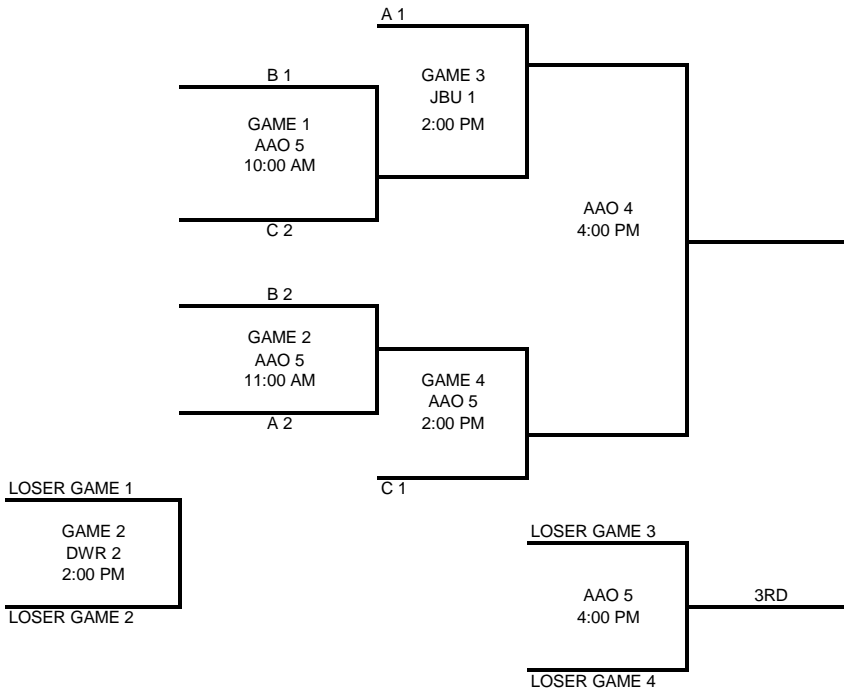 A 1
GAME 3
JBU 1
2:00 PM
B 1
GAME 1
AAO 5
10:00 AM
C 2
AAO 4
4:00 PM
B 2
GAME 2
AAO 5
11:00 AM
A 2
GAME 4
AAO 5
2:00 PM
C 1
LOSER GAME 1
GAME 2
DWR 2
2:00 PM
LOSER GAME 2
LOSER GAME 3
AAO 5
4:00 PM
3RD
LOSER GAME 4